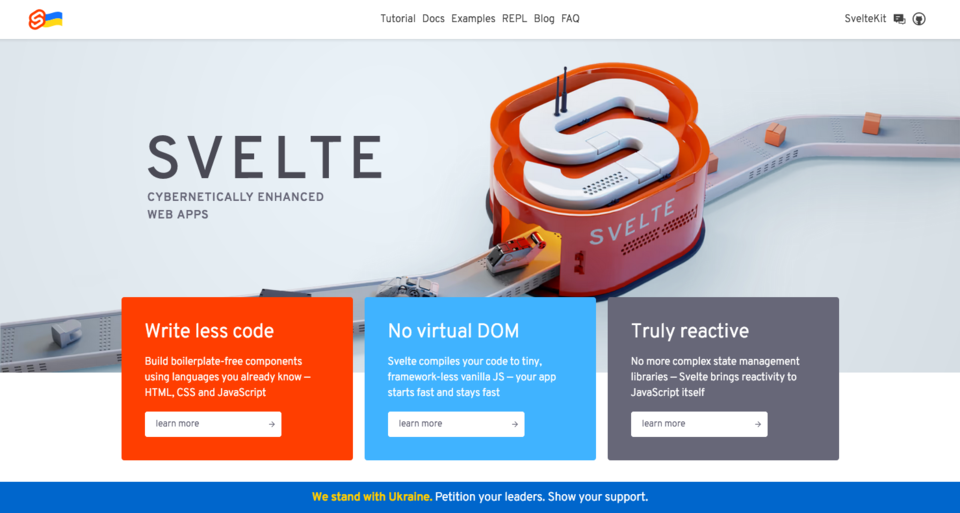 Tutorial Docs Examples REPL Blog FAQ
SvelteKit
SVELTE
CYBERNETICALLY ENHANCED
WEB APPS
SVELTE
Write less code
Build boilerplate-free components
using languages you already know —
HTML, CSS and JavaScript
learn more →
No virtual DOM
Svelte compiles your code to tiny,
framework-less vanilla JS — your app
starts fast and stays fast
learn more →
Truly reactive
No more complex state management
libraries — Svelte brings reactivity to
JavaScript itself
learn more →
We stand with Ukraine. Petition your leaders. Show your support.